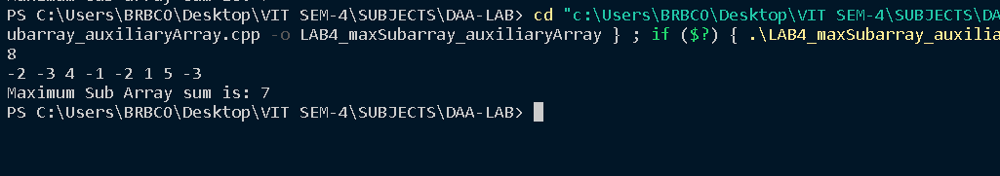 PS C:\Users\BRBCO\Desktop\VIT SEM-4\SUBJECTS\DAA-LAB> cd "c:\Users\BRBCO\Desktop\VIT SEM-4\SUBJECTS\DA
ubarray_auxiliaryArray.cpp -o LAB4_maxSubarray_auxiliaryArray } ; if ($?) { .\LAB4_maxSubarray_auxilia
8
-2 -3 4 -1 -2 1 5 -3
Maximum Sub Array sum is: 7
PS C:\Users\BRBCO\Desktop\VIT SEM-4\SUBJECTS\DAA-LAB>